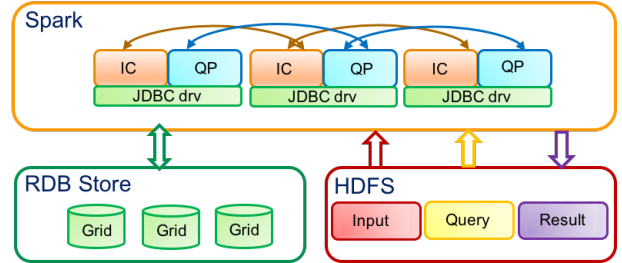 Spark
IC QP IC QP IC QP
JDBC drv JDBC drv JDBC drv
RDB Store
Grid Grid Grid
HDFS
Input Query Result